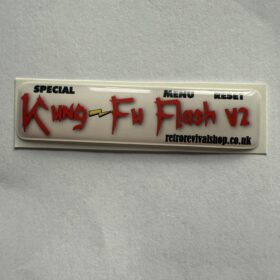 SPECIAL MENU RESET
Kung-Fu Flash V2
retrorevivalshop.co.uk